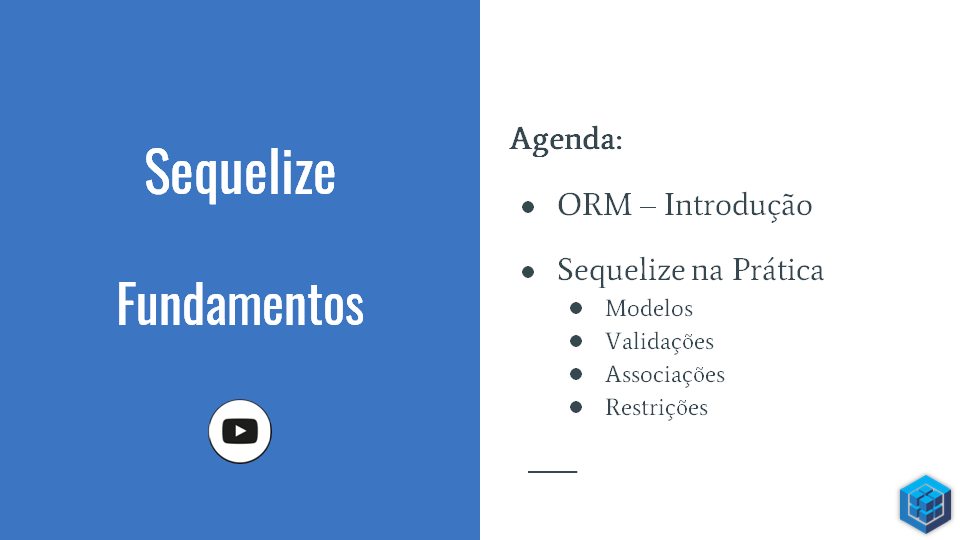 Sequelize
Fundamentos
Agenda:
● ORM – Introdução
● Sequelize na Prática
● Modelos
● Validações
● Associações
● Restrições